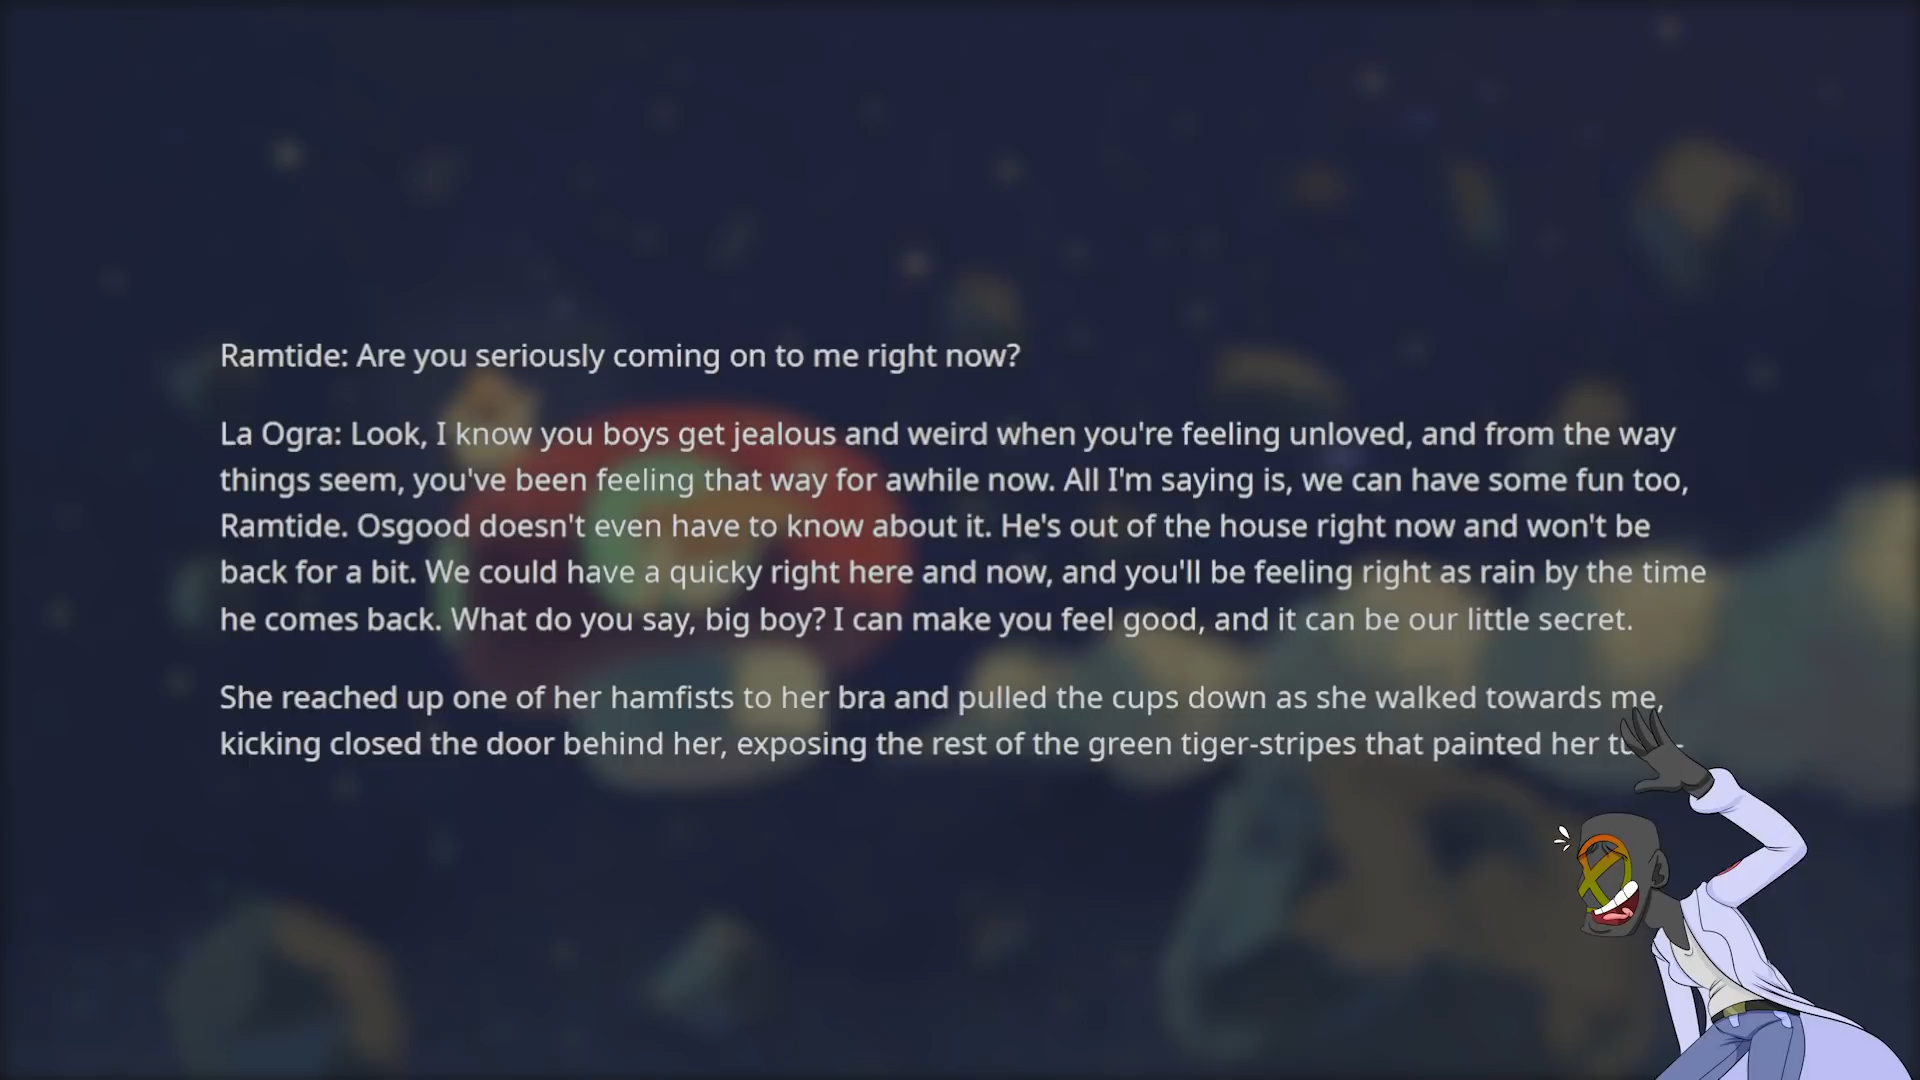 Ramtide: Are you seriously coming on to me right now?
La Ogra: Look, I know you boys get jealous and weird when you're feeling unloved, and from the way
things seem, you've been feeling that way for awhile now. All I'm saying is, we can have some fun too,
Ramtide. Osgood doesn't even have to know about it. He's out of the house right now and won't be
back for a bit. We could have a quicky right here and now, and you'll be feeling right as rain by the time
he comes back. What do you say, big boy? I can make you feel good, and it can be our little secret.
She reached up one of her hamfists to her bra and pulled the cups down as she walked towards me,
kicking closed the door behind her, exposing the rest of the green tiger-stripes that painted her